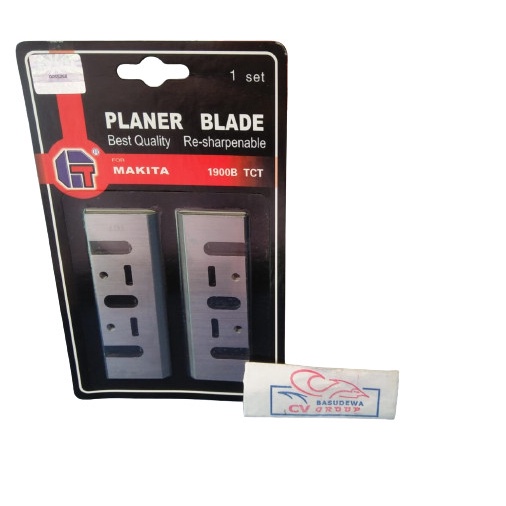 1 set
PLANER BLADE
Best Quality Re-sharpenable
FOR
MAKITA 1900B TCT
BASUDEWA
CV GROUP